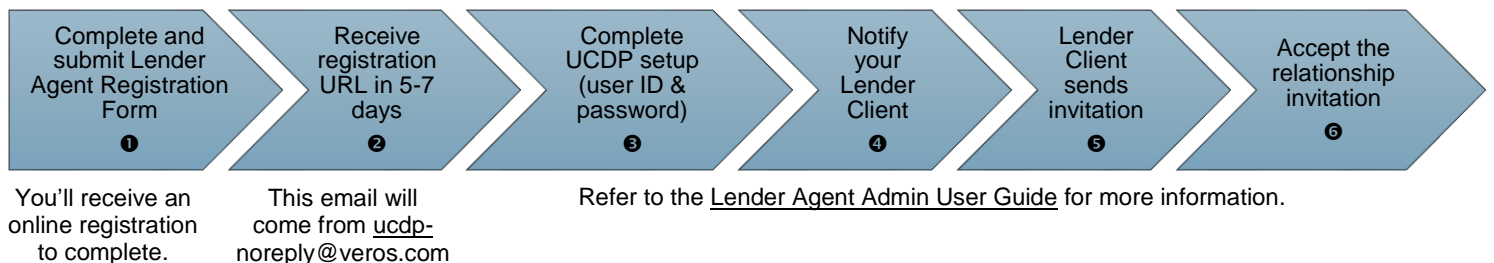 Complete and
submit Lender
Agent Registration
Form
❶
Receive
registration
URL in 5-7
days
❷
Complete
UCDP setup
(user ID &
password)
❸
Notify
your
Lender
Client
❹
Lender
Client
sends
invitation
❺
Accept the
relationship
invitation
❻
You'll receive an
online registration
to complete.
This email will
come from ucdp-
noreply@veros.com
Refer to the Lender Agent Admin User Guide for more information.